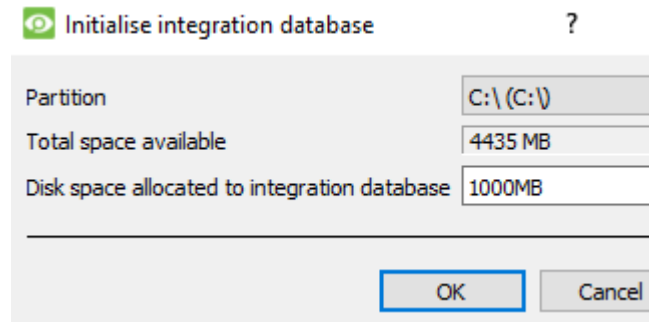 Initialise integration database ?
Partition C:\ (C:\)
Total space available 4435 MB
Disk space allocated to integration database 1000MB
OK Cancel